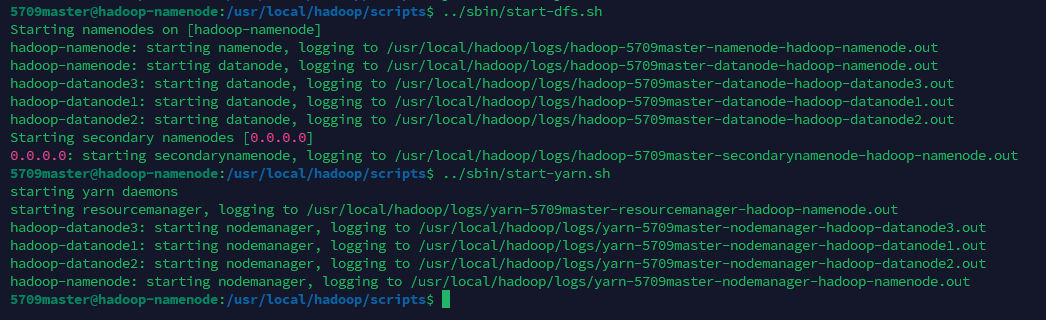 5709master@hadoop-namenode:/usr/local/hadoop/scripts$ ../sbin/start-dfs.sh
Starting namenodes on [hadoop-namenode]
hadoop-namenode: starting namenode, logging to /usr/local/hadoop/logs/hadoop-5709master-namenode-hadoop-namenode.out
hadoop-namenode: starting datanode, logging to /usr/local/hadoop/logs/hadoop-5709master-datanode-hadoop-namenode.out
hadoop-datanode3: starting datanode, logging to /usr/local/hadoop/logs/hadoop-5709master-datanode-hadoop-datanode3.out
hadoop-datanode1: starting datanode, logging to /usr/local/hadoop/logs/hadoop-5709master-datanode-hadoop-datanode1.out
hadoop-datanode2: starting datanode, logging to /usr/local/hadoop/logs/hadoop-5709master-datanode-hadoop-datanode2.out
Starting secondary namenodes [0.0.0.0]
0.0.0.0: starting secondarynamenode, logging to /usr/local/hadoop/logs/hadoop-5709master-secondarynamenode-hadoop-namenode.out
5709master@hadoop-namenode:/usr/local/hadoop/scripts$ ../sbin/start-yarn.sh
starting yarn daemons
starting resourcemanager, logging to /usr/local/hadoop/logs/yarn-5709master-resourcemanager-hadoop-namenode.out
hadoop-datanode3: starting nodemanager, logging to /usr/local/hadoop/logs/yarn-5709master-nodemanager-hadoop-datanode3.out
hadoop-datanode1: starting nodemanager, logging to /usr/local/hadoop/logs/yarn-5709master-nodemanager-hadoop-datanode1.out
hadoop-datanode2: starting nodemanager, logging to /usr/local/hadoop/logs/yarn-5709master-nodemanager-hadoop-datanode2.out
hadoop-namenode: starting nodemanager, logging to /usr/local/hadoop/logs/yarn-5709master-nodemanager-hadoop-namenode.out
5709master@hadoop-namenode:/usr/local/hadoop/scripts$